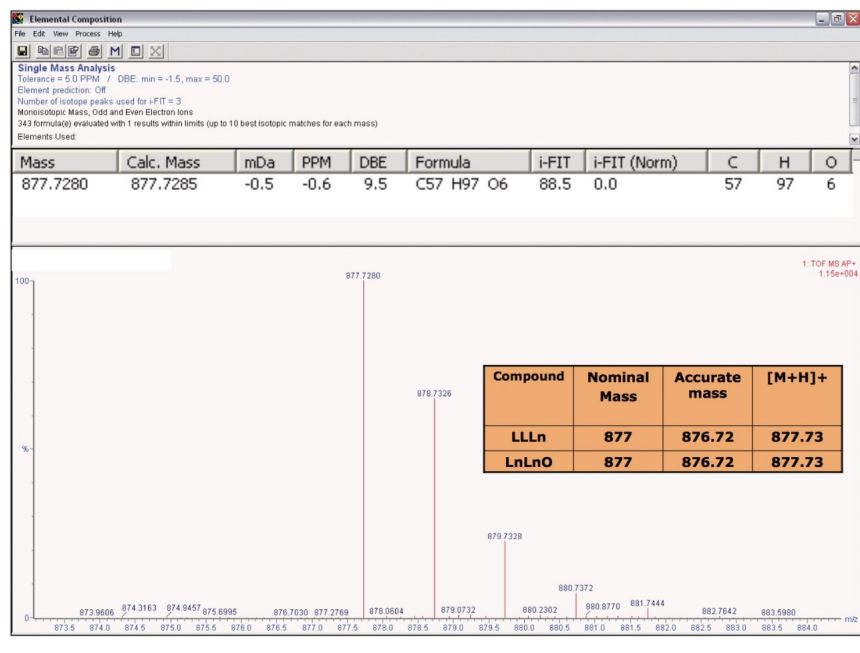 Elemental Composition
File Edit View Process Help
Single Mass Analysis
Tolerance = 5.0 PPM / DBE: min = -1.5, max = 50.0
Element prediction: Off
Number of isotope peaks used for i-FIT = 3
Monoisotopic Mass, Odd and Even Electron Ions
343 formula(e) evaluated with 1 results within limits (up to 10 best isotopic matches for each mass)
Elements Used:
Mass Calc. Mass mDa PPM DBE Formula i-FIT i-FIT (Norm) C H O
877.7280 877.7285 -0.5 -0.6 9.5 C57 H97 O6 88.5 0.0 57 97 6
1: TOF MS AP+
1.15e+004
877.7280
100
878.7326
Compound Nominal Mass Accurate mass [M+H]+
LLLn 877 876.72 877.73
LnLnO 877 876.72 877.73
%
879.7328
880.7372
873.9606 874.3163 874.9457 875.6995 876.7030 877.2769 878.0604 879.0732 880.2302 880.8770 881.7444 882.7642 883.5980
0
873.5 874.0 874.5 875.0 875.5 876.0 876.5 877.0 877.5 878.0 878.5 879.0 879.5 880.0 880.5 881.0 881.5 882.0 882.5 883.0 883.5 884.0
m/z